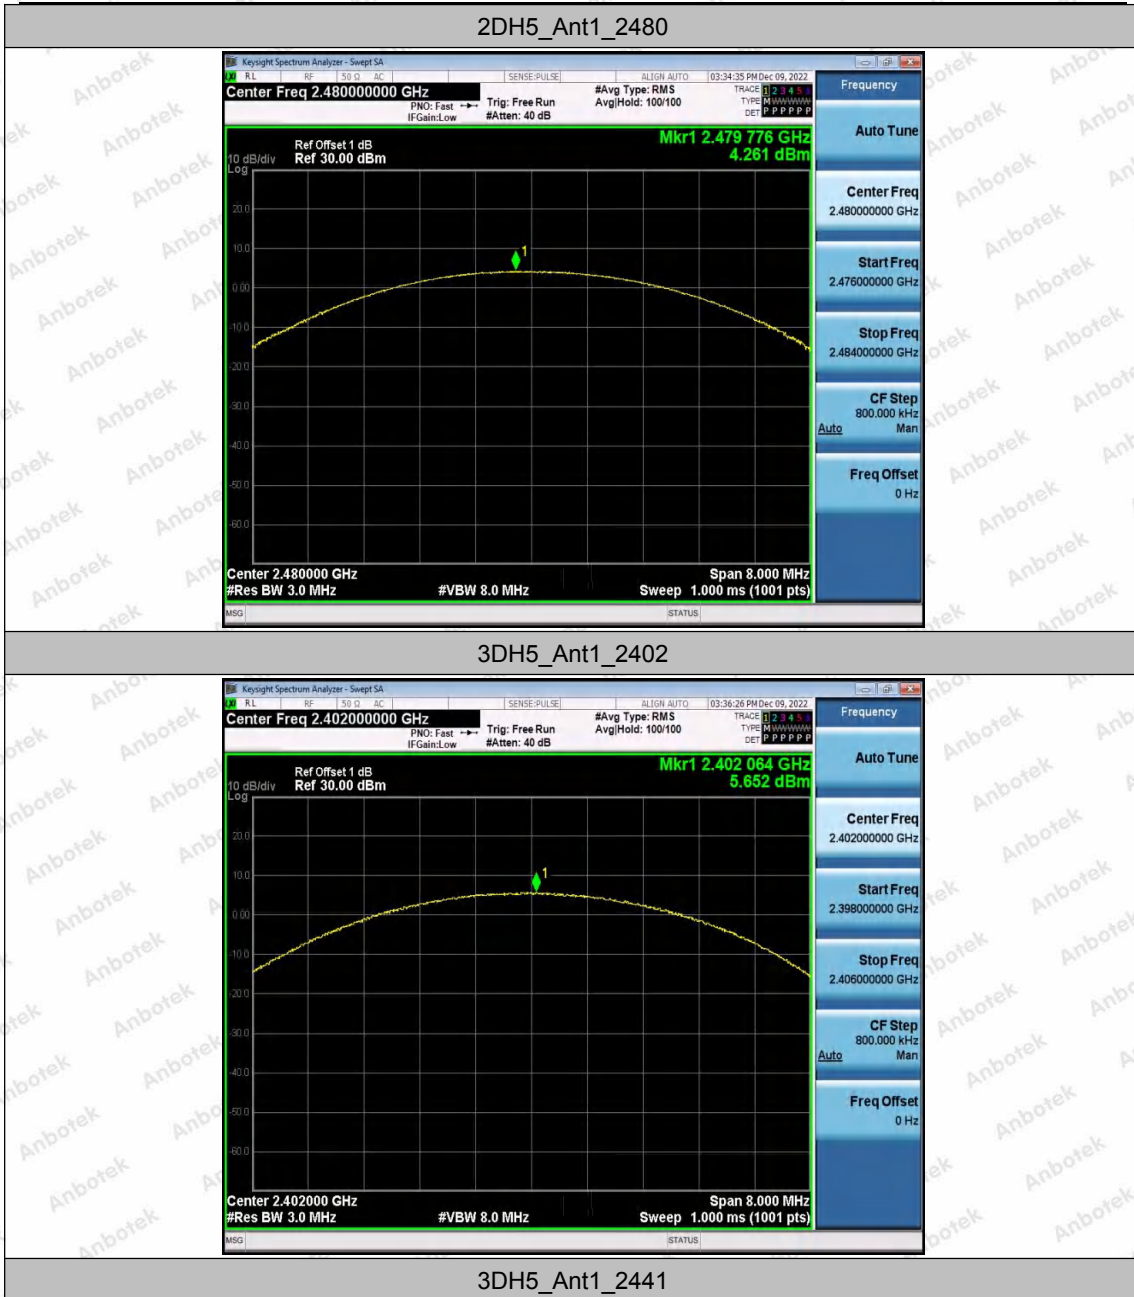 2DH5_Ant1_2480
Keysight Spectrum Analyzer - Swept SA
RL RF 50 Ω AC SENSE:PULSE ALIGN AUTO 03:34:35 PM Dec 09, 2022
Center Freq 2.480000000 GHz #Avg Type: RMS TRACE 1 2 3 4 5 6
PNO: Fast Trig: Free Run Avg|Hold: 100/100 TYPE M WWWWW
IFGain:Low #Atten: 40 dB DET P P P P P P
Frequency
Mkr1 2.479 776 GHz
4.261 dBm
Ref Offset 1 dB
10 dB/div Ref 30.00 dBm
Log
20.0
10.0
1
0.00
-10.0
-20.0
-30.0
-40.0
-50.0
-60.0
Center 2.480000 GHz Span 8.000 MHz
#Res BW 3.0 MHz #VBW 8.0 MHz Sweep 1.000 ms (1001 pts)
MSG STATUS
Auto Tune
Center Freq
2.480000000 GHz
Start Freq
2.476000000 GHz
Stop Freq
2.484000000 GHz
CF Step
800.000 kHz
Auto Man
Freq Offset
0 Hz
3DH5_Ant1_2402
Keysight Spectrum Analyzer - Swept SA
RL RF 50 Ω AC SENSE:PULSE ALIGN AUTO 03:36:26 PM Dec 09, 2022
Center Freq 2.402000000 GHz #Avg Type: RMS TRACE 1 2 3 4 5 6
PNO: Fast Trig: Free Run Avg|Hold: 100/100 TYPE M WWWWW
IFGain:Low #Atten: 40 dB DET P P P P P P
Frequency
Mkr1 2.402 064 GHz
5.652 dBm
Ref Offset 1 dB
10 dB/div Ref 30.00 dBm
Log
20.0
10.0
1
0.00
-10.0
-20.0
-30.0
-40.0
-50.0
-60.0
Center 2.402000 GHz Span 8.000 MHz
#Res BW 3.0 MHz #VBW 8.0 MHz Sweep 1.000 ms (1001 pts)
MSG STATUS
Auto Tune
Center Freq
2.402000000 GHz
Start Freq
2.398000000 GHz
Stop Freq
2.406000000 GHz
CF Step
800.000 kHz
Auto Man
Freq Offset
0 Hz
3DH5_Ant1_2441
Anbotek